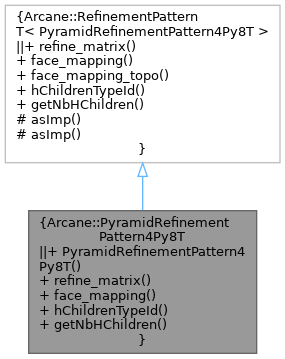 {Arcane::RefinementPattern
T< PyramidRefinementPattern4Py8T >
||+ refine_matrix()
+ face_mapping()
+ face_mapping_topo()
+ hChildrenTypeId()
+ getNbHChildren()
# asImp()
# asImp()
}
{Arcane::PyramidRefinement
Pattern4Py8T
||+ PyramidRefinementPattern4
Py8T()
+ refine_matrix()
+ face_mapping()
+ hChildrenTypeId()
+ getNbHChildren()
}